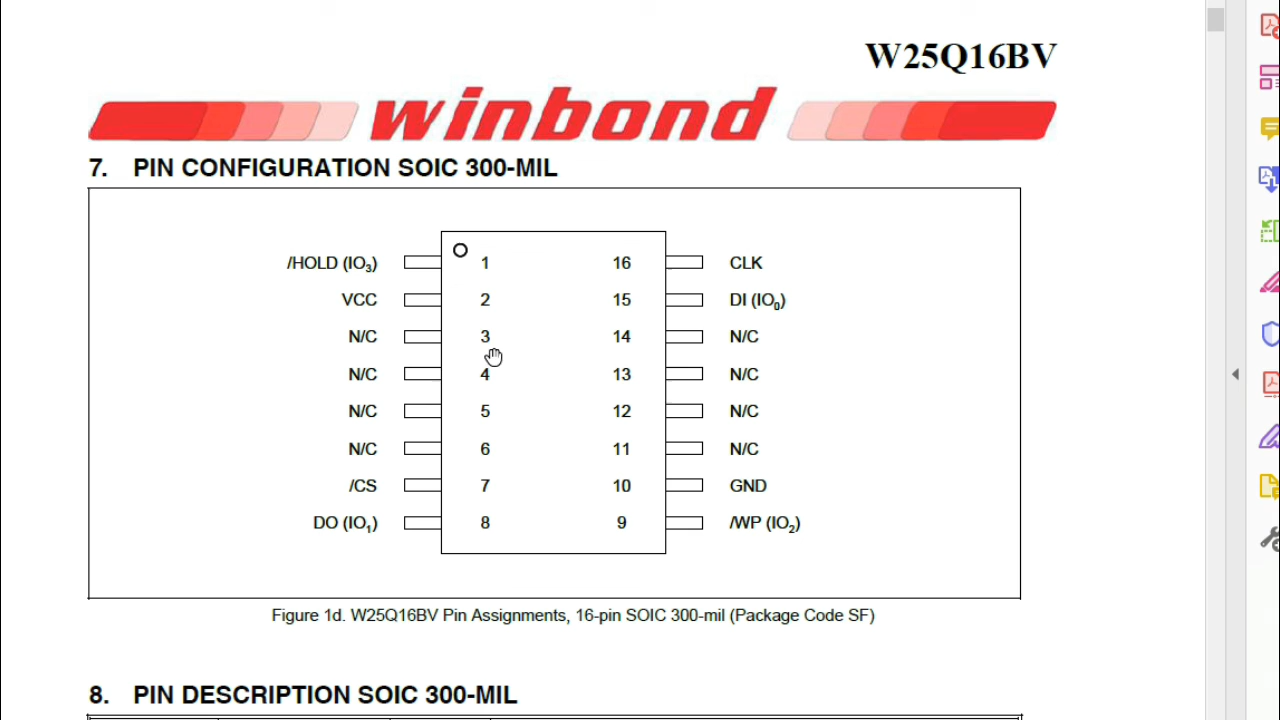 W25Q16BV
winbond
7. PIN CONFIGURATION SOIC 300-MIL
/HOLD (IO3) 1 16 CLK
VCC 2 15 DI (IO0)
N/C 3 14 N/C
N/C 4 13 N/C
N/C 5 12 N/C
N/C 6 11 N/C
/CS 7 10 GND
DO (IO1) 8 9 /WP (IO2)
Figure 1d. W25Q16BV Pin Assignments, 16-pin SOIC 300-mil (Package Code SF)
8. PIN DESCRIPTION SOIC 300-MIL